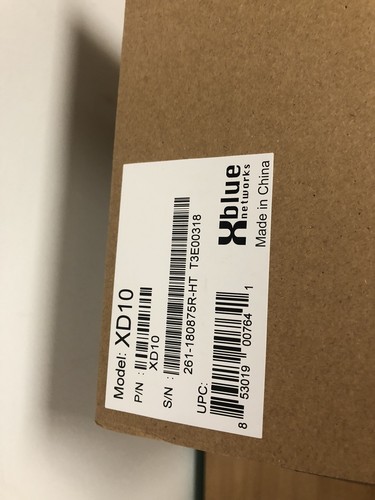 Model: XD10
P/N :
XD10
S/N :
261-180875R-HT T3E00318
UPC:
8 53019 00764 1
Xblue
networks
Made in China